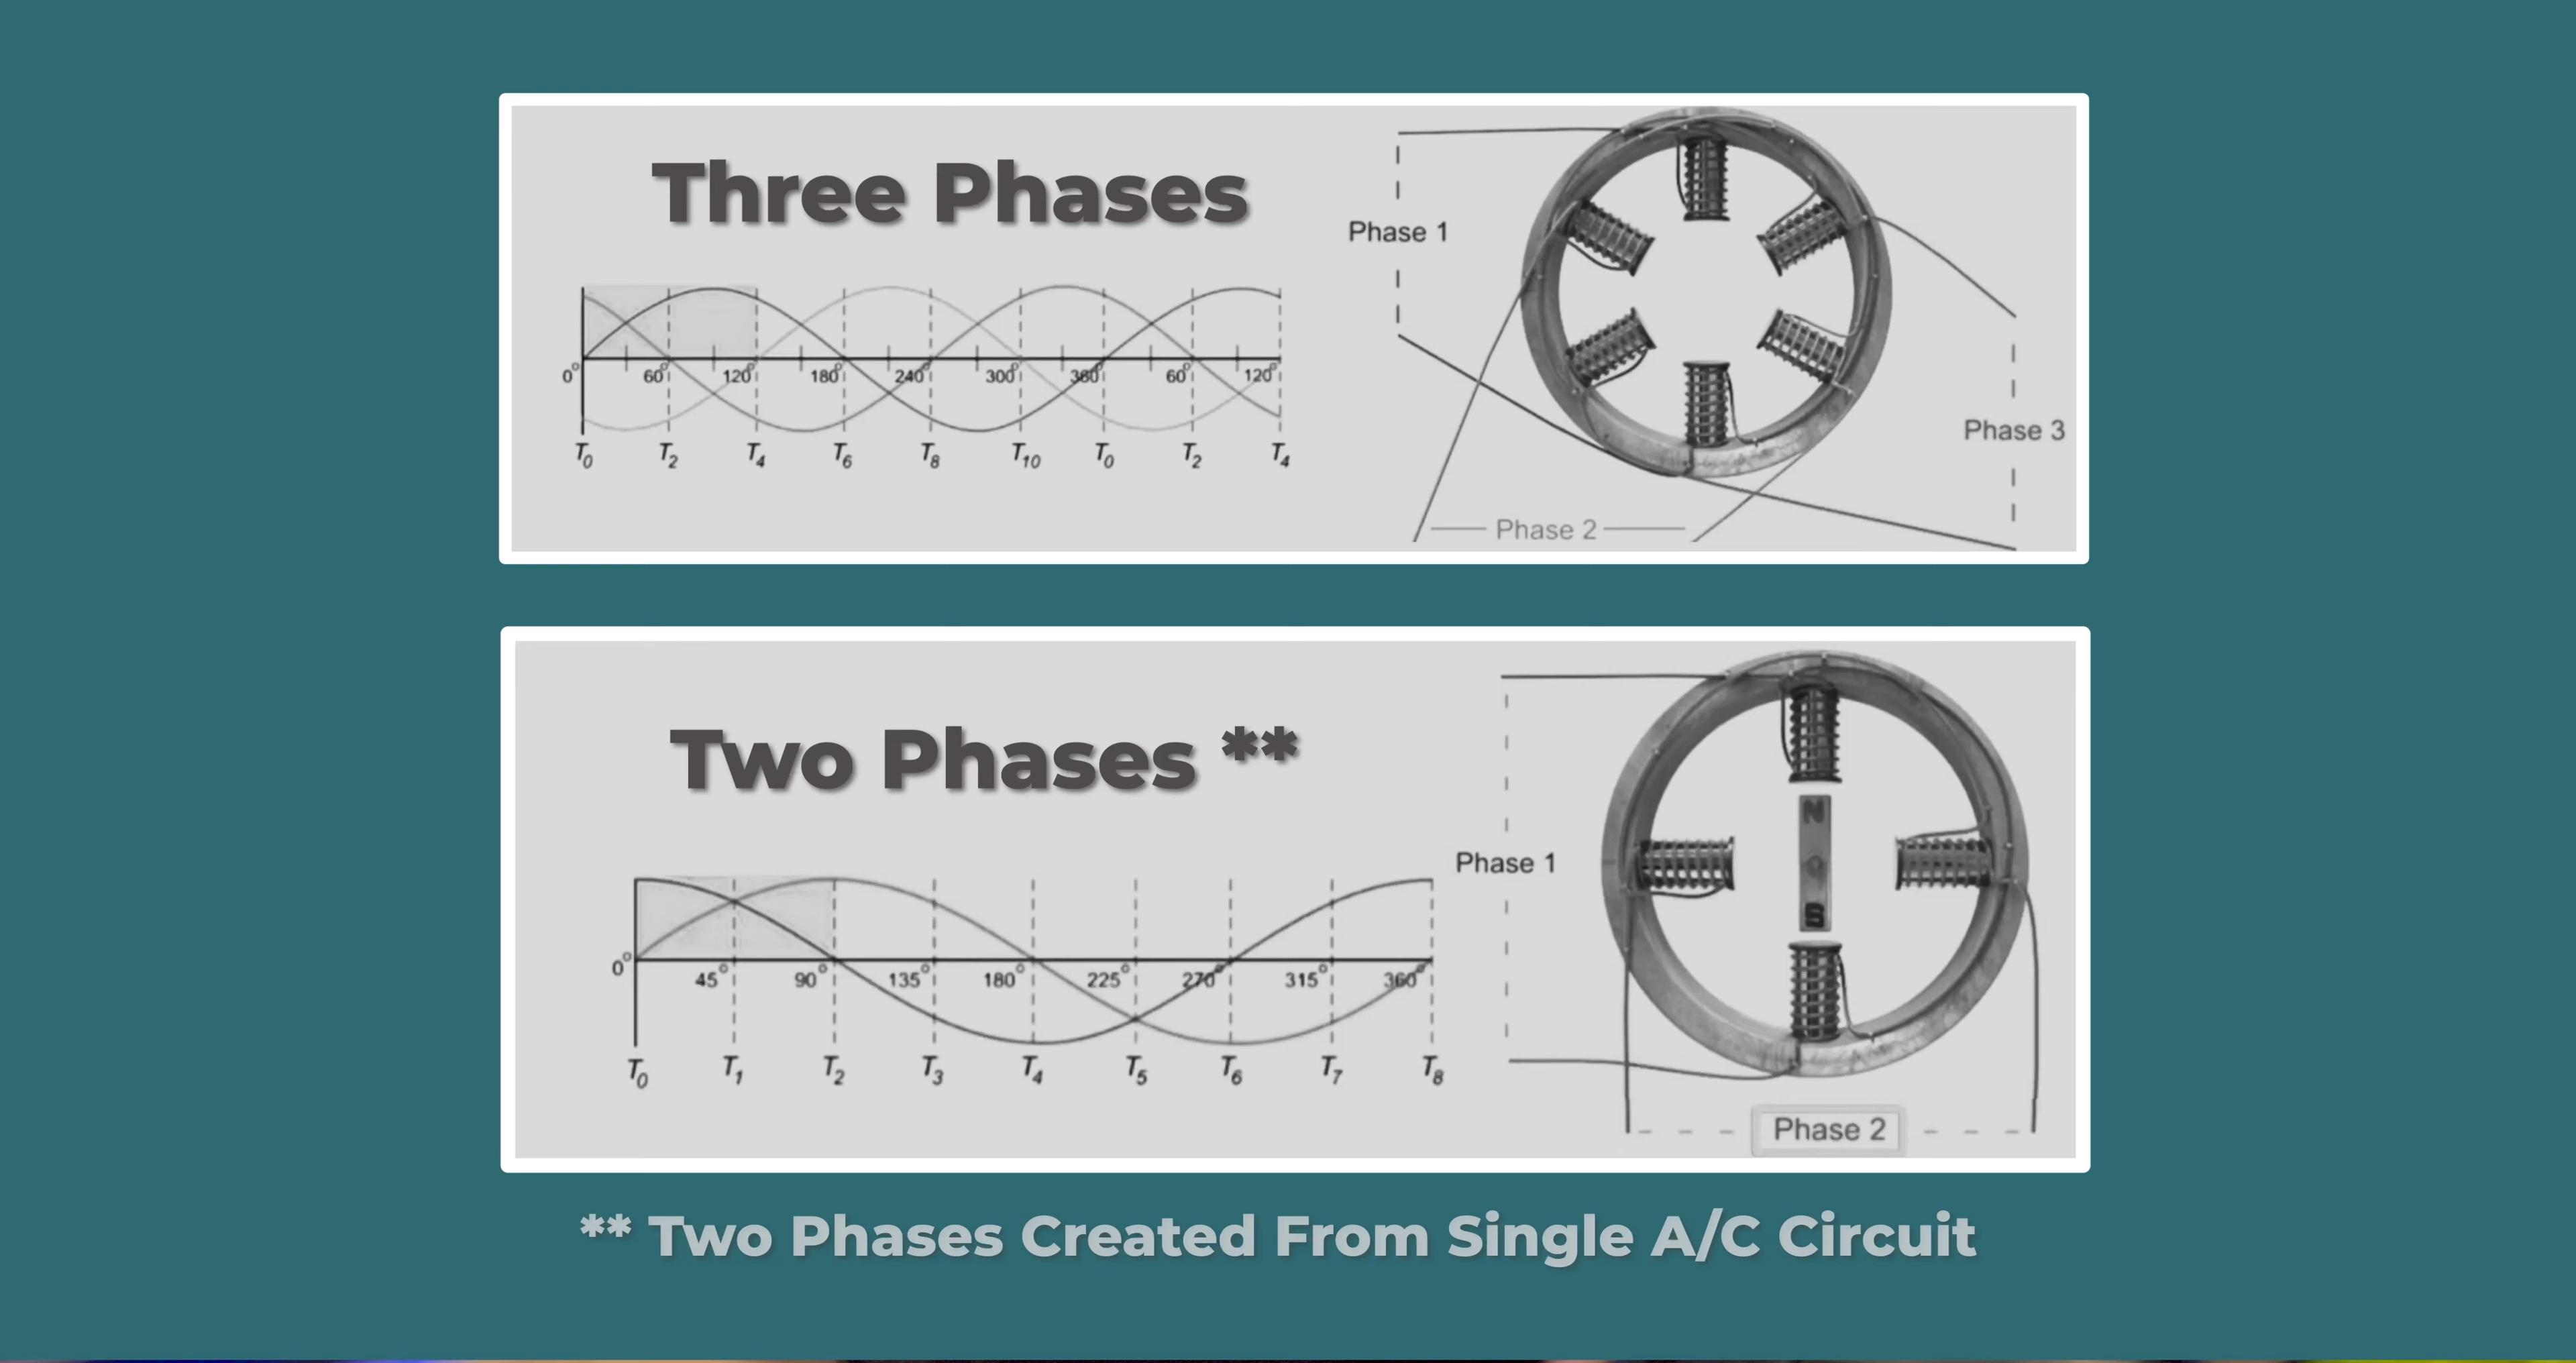 Three Phases
Phase 1
0° 60° 120° 180° 240° 300° 360° 60° 120°
T0 T2 T4 T6 T8 T10 T0 T2 T4
Phase 3
Phase 2
Two Phases **
N
S
Phase 1
0° 45° 90° 135° 180° 225° 270° 315° 360°
T0 T1 T2 T3 T4 T5 T6 T7 T8
Phase 2
** Two Phases Created From Single A/C Circuit